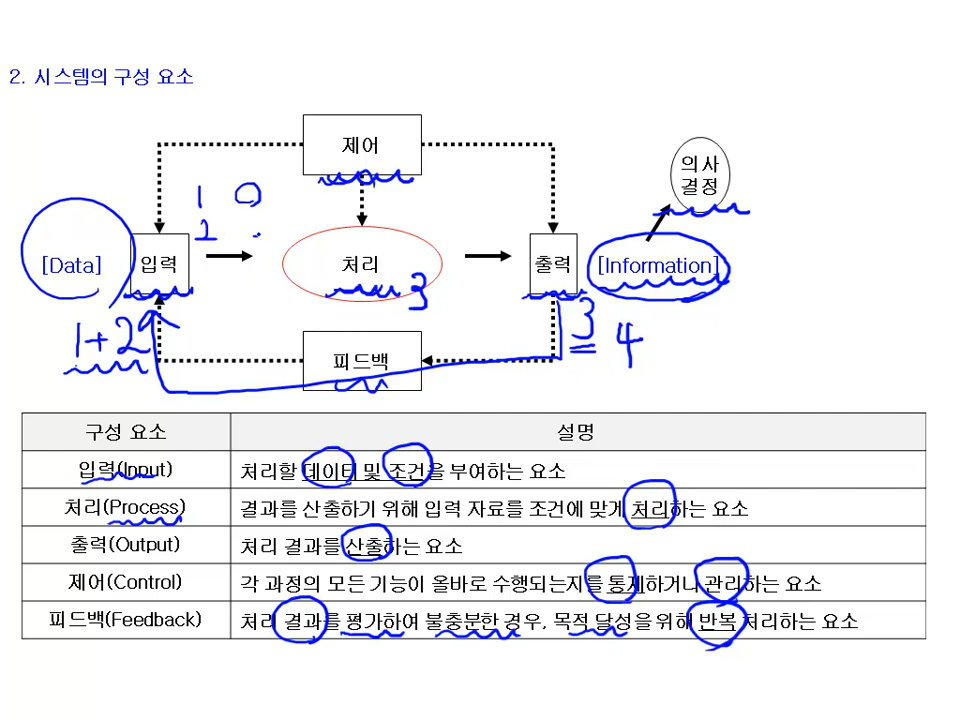 2. 시스템의 구성 요소
제어
의사
결정
1 0
2
[Data] 입력 처리 출력 [Information]
3
1+2 3 4
피드백
구성 요소 설명
입력(Input) 처리할 데이터 및 조건을 부여하는 요소
처리(Process) 결과를 산출하기 위해 입력 자료를 조건에 맞게 처리하는 요소
출력(Output) 처리 결과를 산출하는 요소
제어(Control) 각 과정의 모든 기능이 올바로 수행되는지를 통제하거나 관리하는 요소
피드백(Feedback) 처리 결과를 평가하여 불충분한 경우, 목적 달성을 위해 반복 처리하는 요소